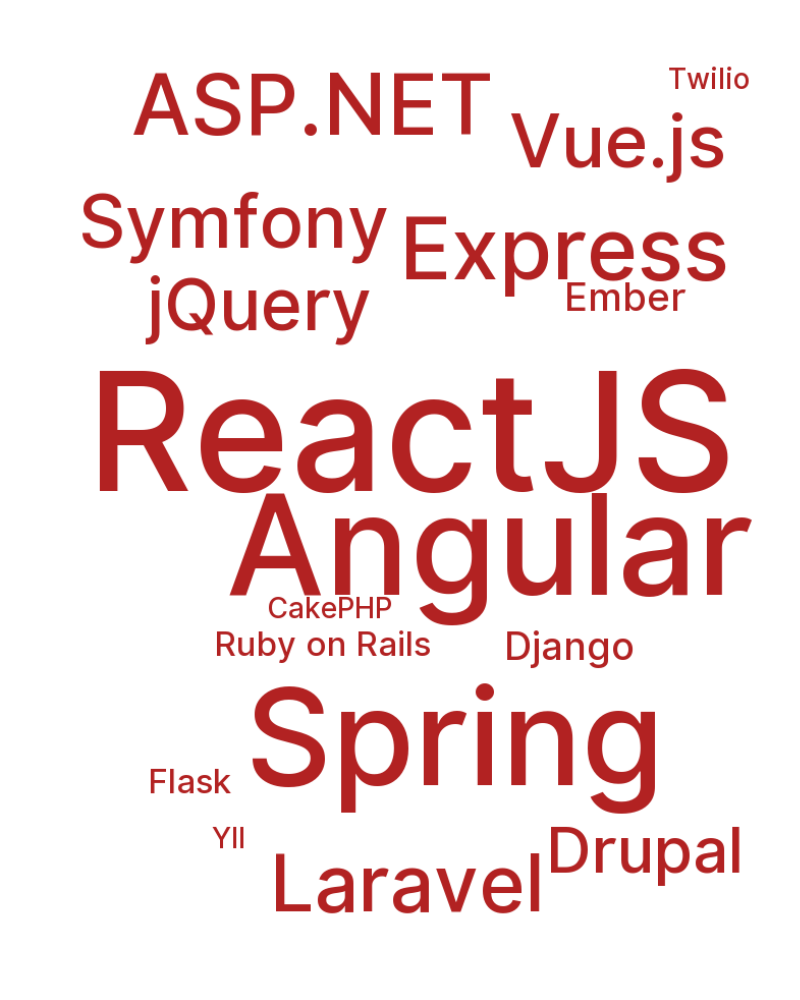 Twilio
ASP.NET
Vue.js
Symfony
Express
jQuery
Ember
ReactJS
Angular
CakePHP
Ruby on Rails
Django
Spring
Flask
YII
Drupal
Laravel